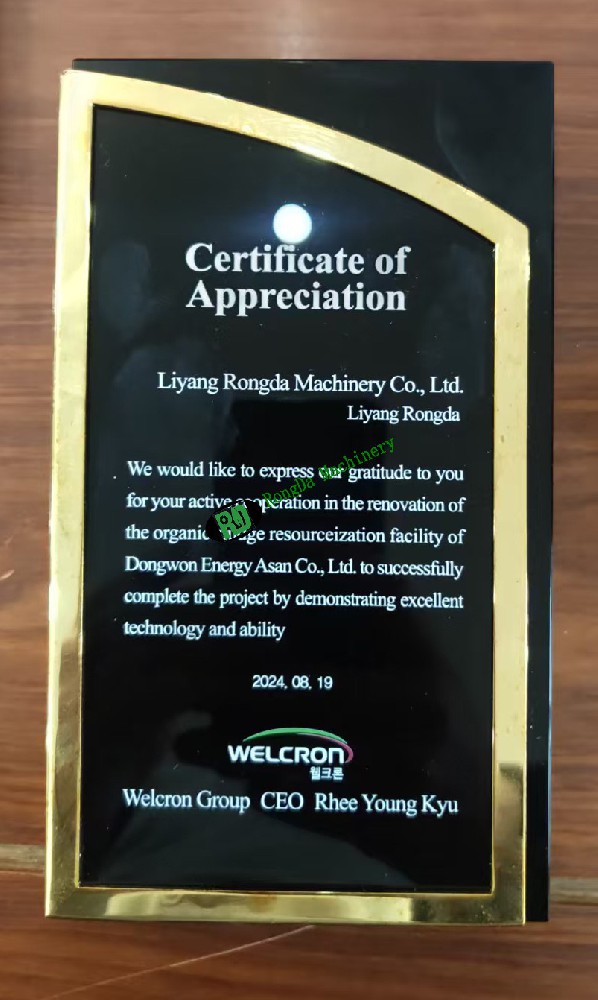 Certificate of
Appreciation
Liyang Rongda Machinery Co., Ltd.
Liyang Rongda
We would like to express our gratitude to you
for your active cooperation in the renovation of
the organic resourceization facility of
Dongwon Energy Asan Co., Ltd. to successfully
complete the project by demonstrating excellent
technology and ability
RD RongDa Machinery
2024. 08. 19
WELCRON
웰크론
Welcron Group CEO Rhee Young Kyu